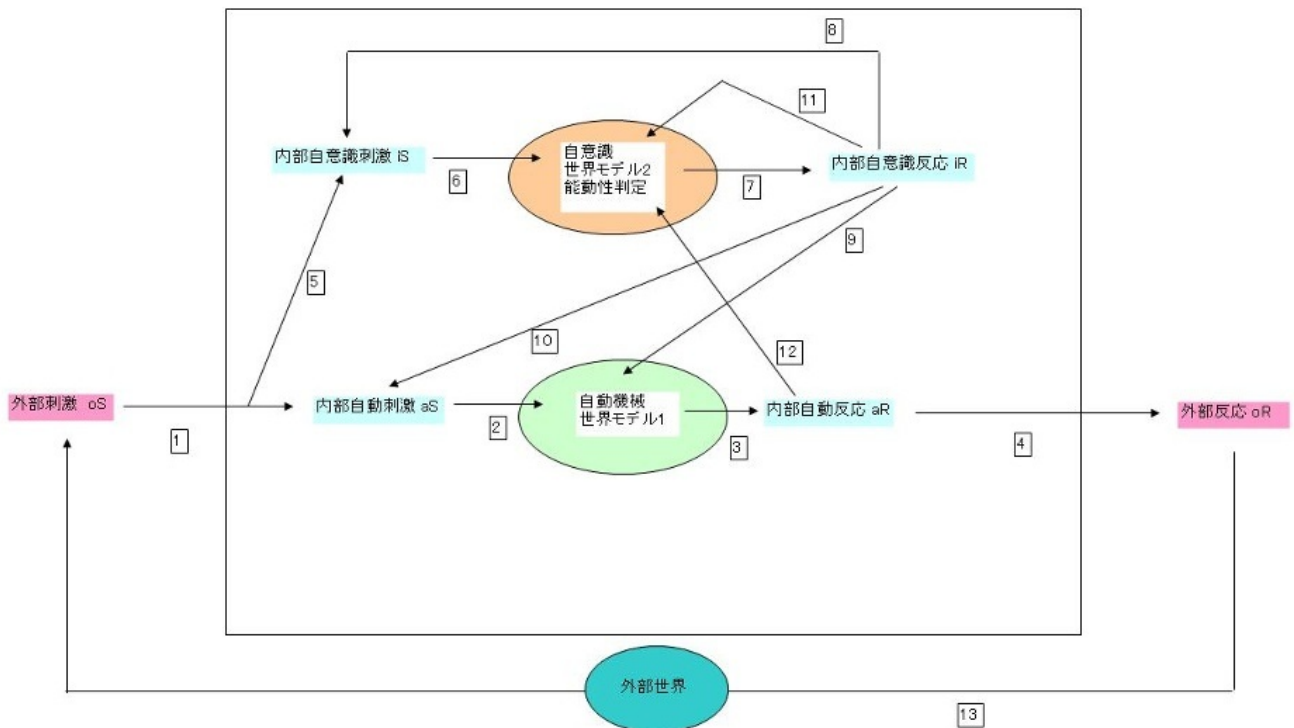 8
11
内部自意識刺激 IS
6
自意識
世界モデル2
能動性判定
7
内部自意識反応 iR
5
9
10
12
外部刺激 oS
1
内部自動刺激 aS
2
自動機械
世界モデル1
3
内部自動反応 aR
4
外部反応 oR
外部世界
13